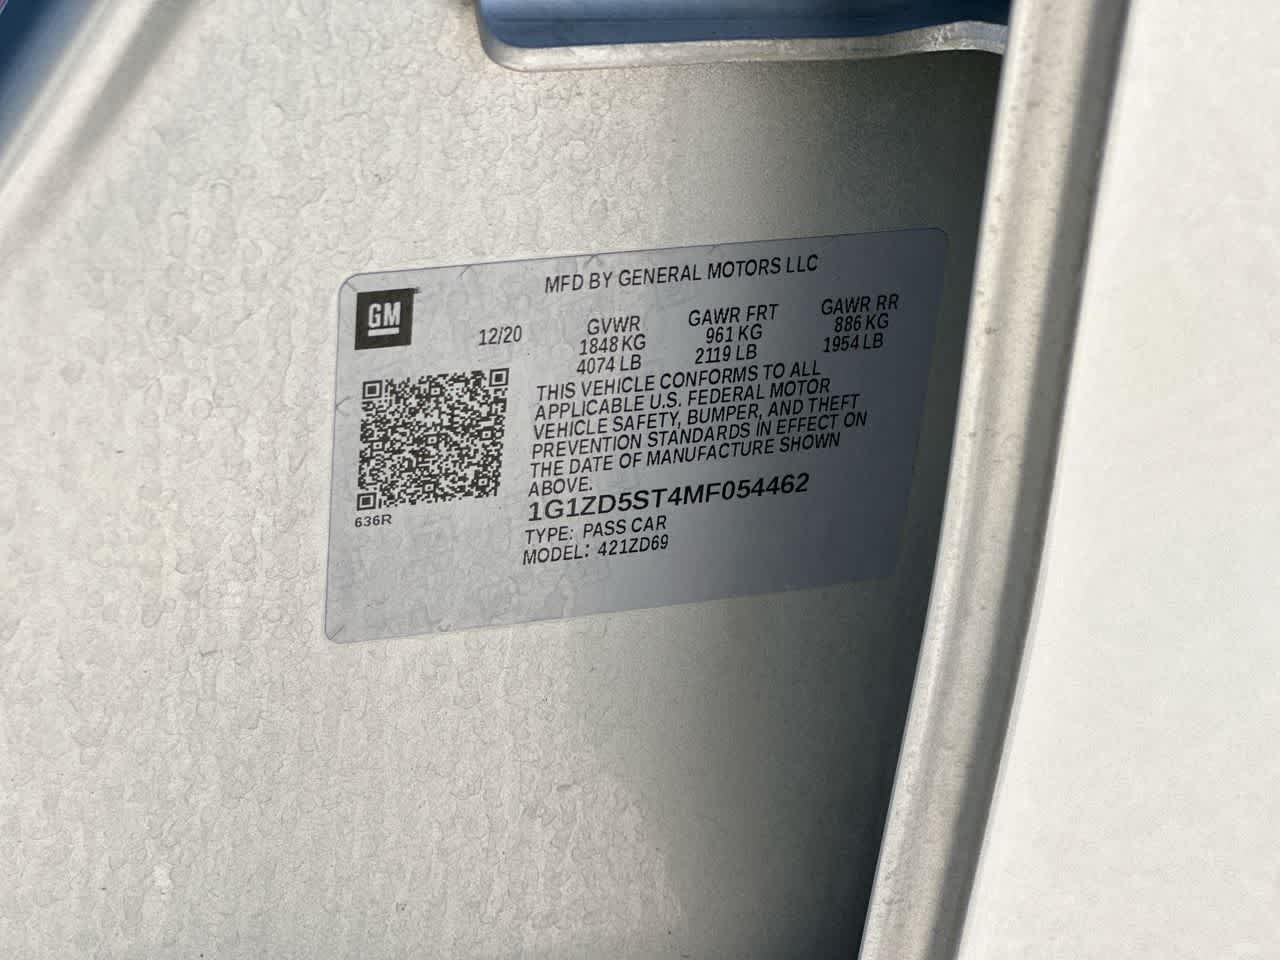 MFD BY GENERAL MOTORS LLC
GM
12/20
GVWR
1848 KG
4074 LB
GAWR FRT
961 KG
2119 LB
GAWR RR
886 KG
1954 LB
THIS VEHICLE CONFORMS TO ALL
APPLICABLE U.S. FEDERAL MOTOR
VEHICLE SAFETY, BUMPER, AND THEFT
PREVENTION STANDARDS IN EFFECT ON
THE DATE OF MANUFACTURE SHOWN
ABOVE.
1G1ZD5ST4MF054462
TYPE: PASS CAR
MODEL: 421ZD69
636R